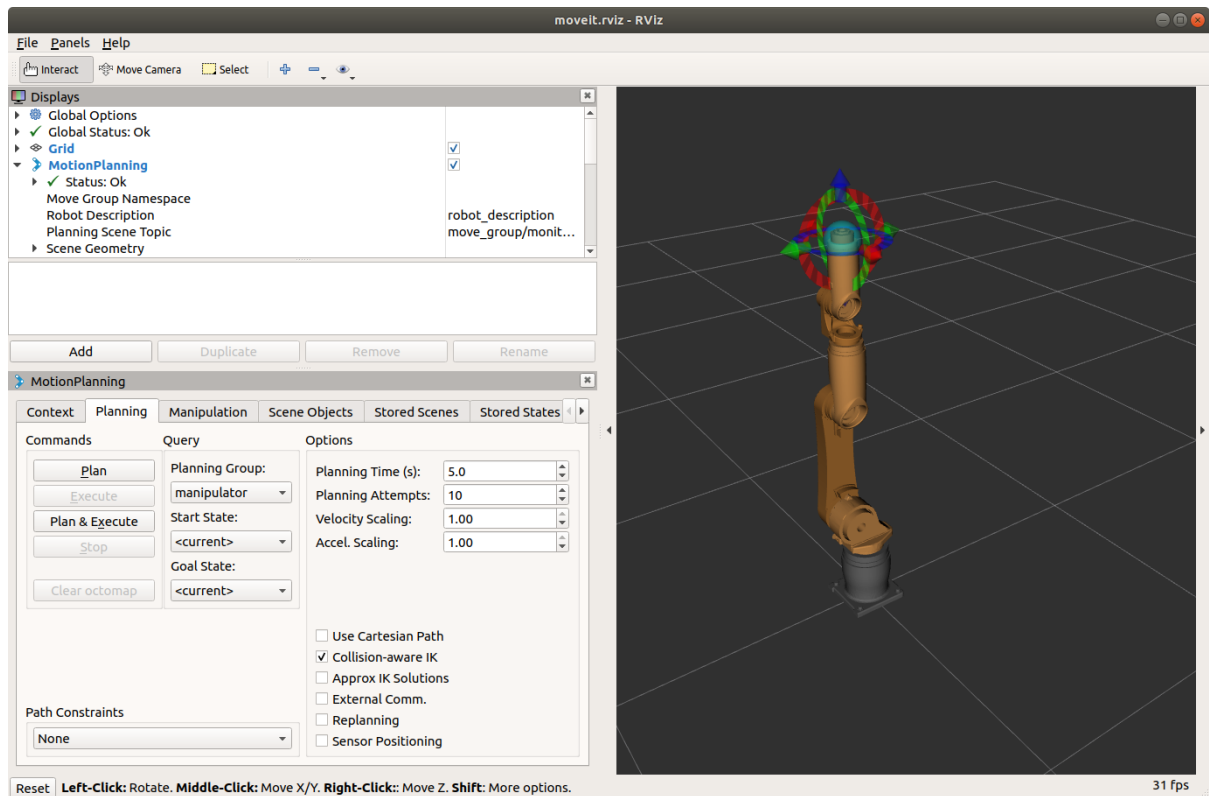 moveit.rviz - RViz
File Panels Help
Interact Move Camera Select
Displays
Global Options
Global Status: Ok
Grid
MotionPlanning
Status: Ok
Move Group Namespace
Robot Description robot_description
Planning Scene Topic move_group/monit...
Scene Geometry
Add Duplicate Remove Rename
MotionPlanning
Context Planning Manipulation Scene Objects Stored Scenes Stored States
Commands Query Options
Plan Planning Group: Planning Time (s): 5.0
Execute manipulator Planning Attempts: 10
Plan & Execute Start State: Velocity Scaling: 1.00
Stop <current> Accel. Scaling: 1.00
Goal State:
Clear octomap <current>
Use Cartesian Path
Collision-aware IK
Approx IK Solutions
External Comm.
Path Constraints Replanning
None Sensor Positioning
Reset Left-Click: Rotate. Middle-Click: Move X/Y. Right-Click:: Move Z. Shift: More options. 31 fps